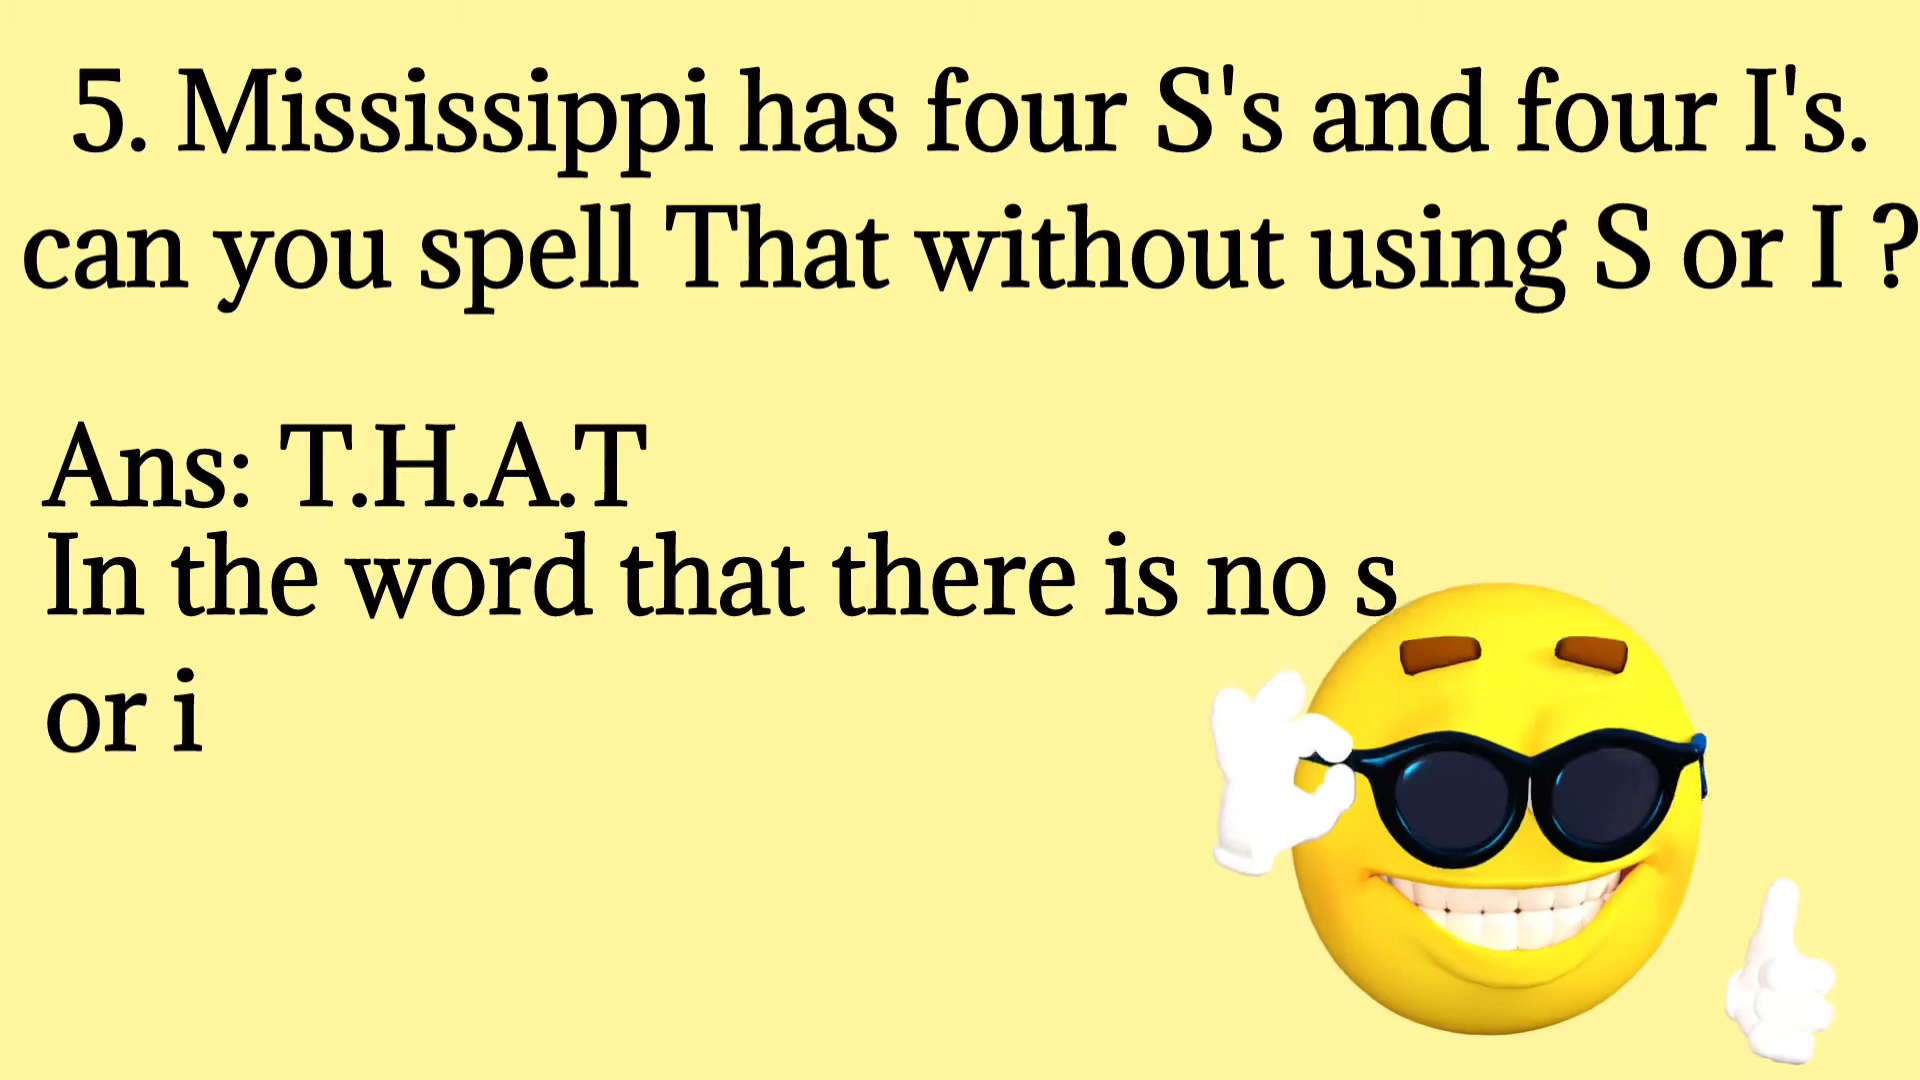 5. Mississippi has four S's and four I's.
can you spell That without using S or I ?
Ans: T.H.A.T
In the word that there is no s
or i